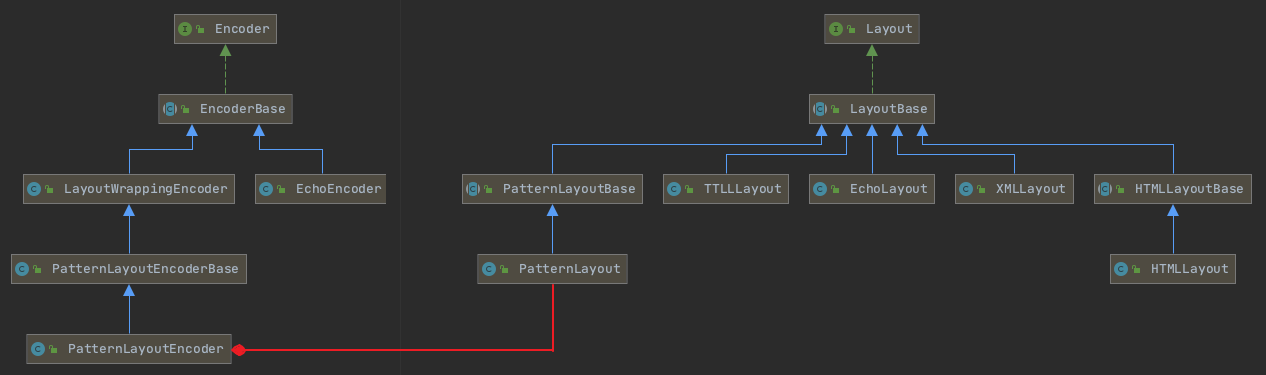 Encoder
Layout
EncoderBase
LayoutBase
LayoutWrappingEncoder
EchoEncoder
PatternLayoutBase
TTLLLayout
EchoLayout
XMLLayout
HTMLLayoutBase
PatternLayoutEncoderBase
PatternLayout
HTMLLayout
PatternLayoutEncoder